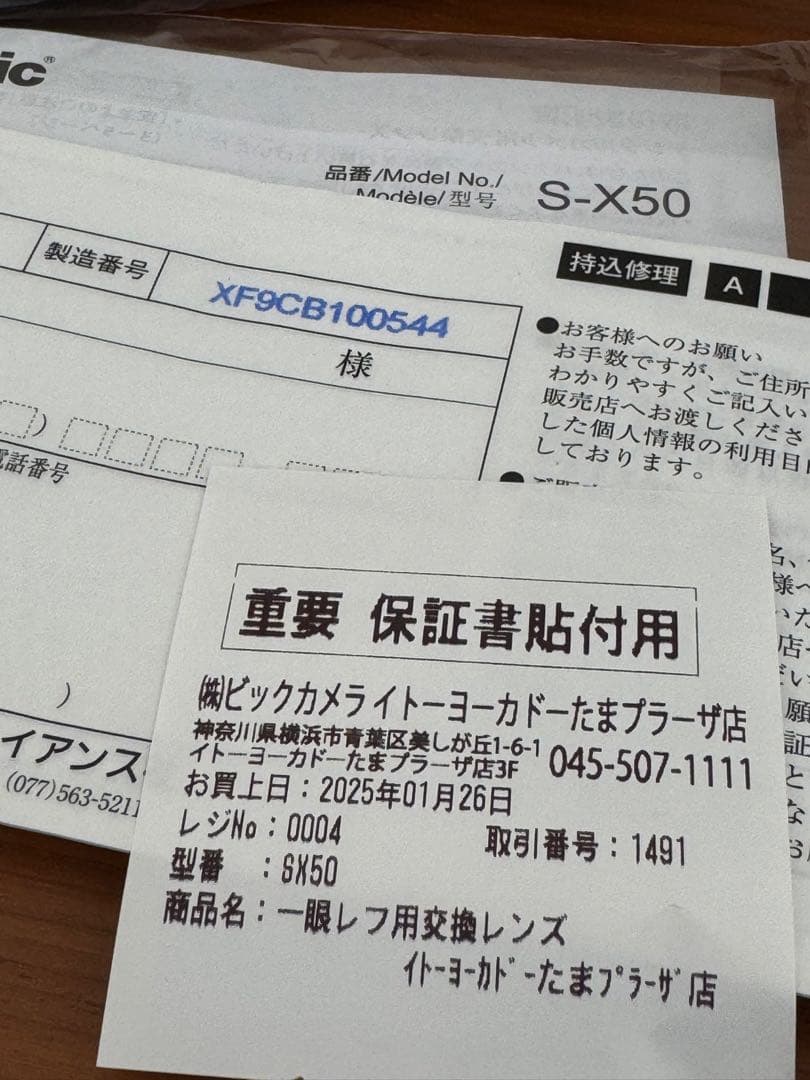 ic®
品番/Model No./
Modèle/型号
S-X50
製造番号
XF9CB100544
様
持込修理
A
●お客様へのお願い
お手数ですが、ご住所
わかりやすくご記入い
販売店へお渡しくださ
した個人情報の利用目
しております。
)
電話番号
)
イアンス
(077)563-5211
重要 保証書貼付用
㈱ビックカメライトーヨーカドーたまプラーザ店
神奈川県横浜市青葉区美しが丘1-6-1
イトーヨーカドーたまプラーザ店3F
045-507-1111
お買上日:2025年01月26日
レジNo:0004
取引番号:1491
型番 :SX50
商品名:一眼レフ用交換レンズ
ｲﾄｰﾖｰｶﾄﾞｰたまﾌﾟﾗｰｻﾞ店